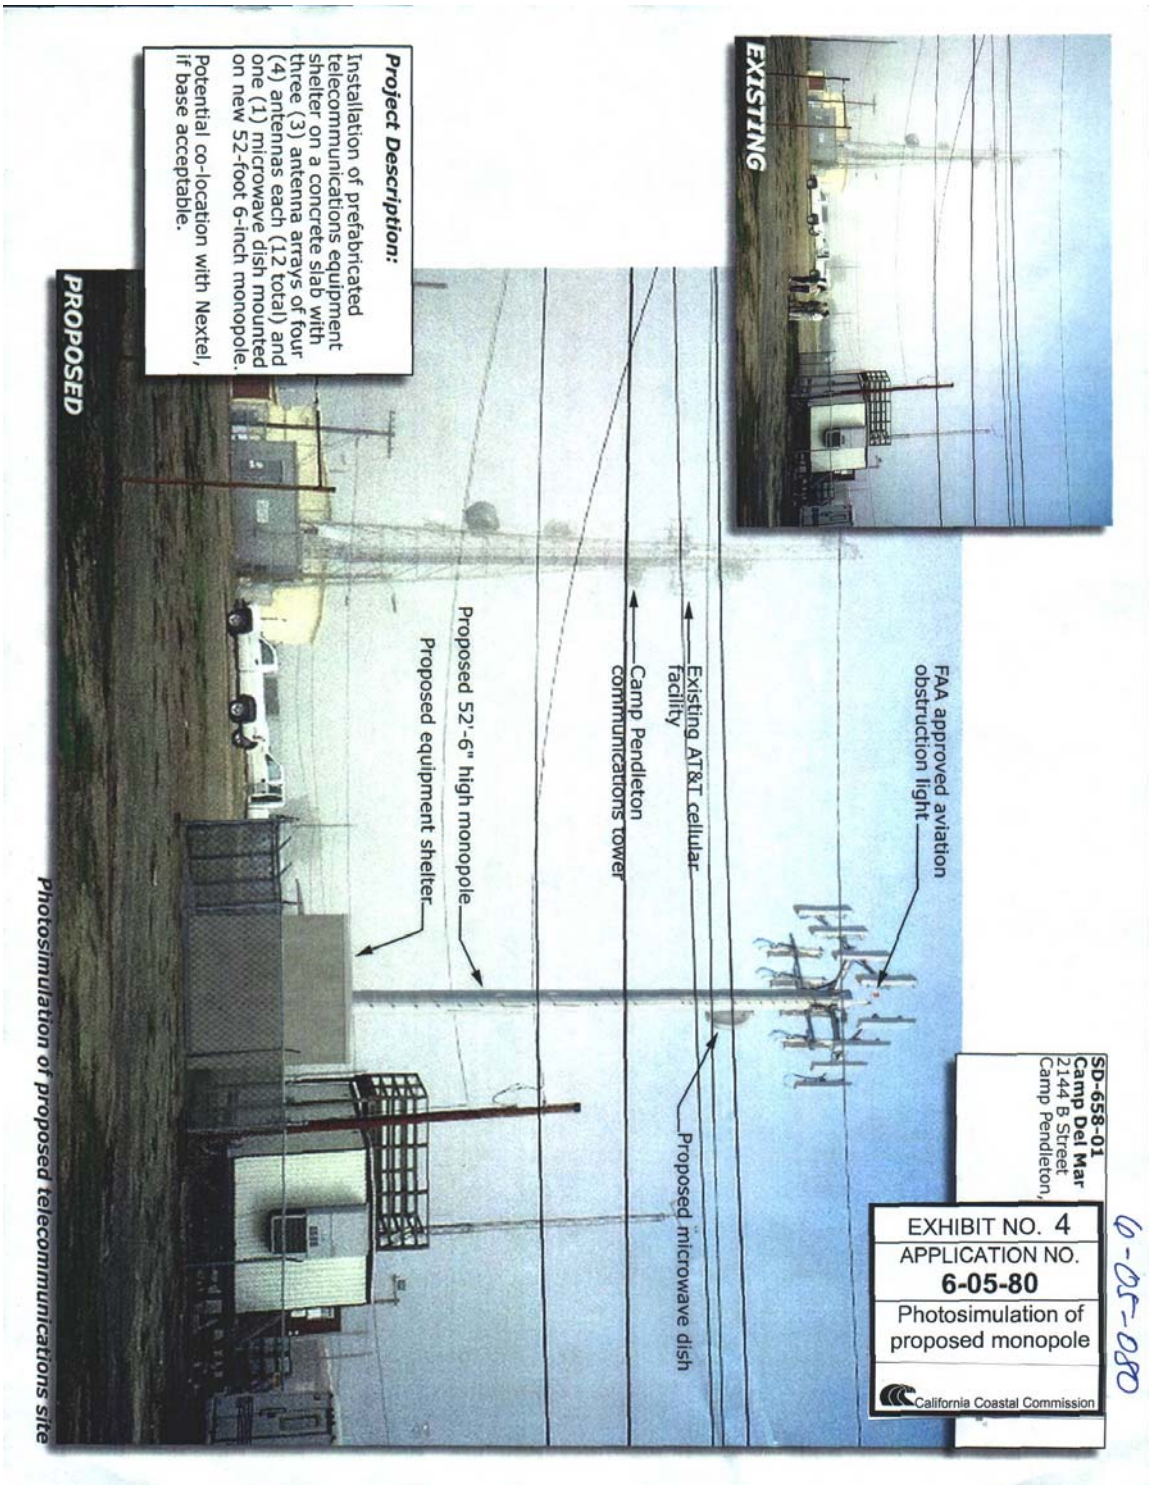 EXISTING
Project Description:
Installation of prefabricated
telecommunications equipment
shelter on a concrete slab with
three (3) antenna arrays of four
(4) antennas each (12 total) and
one (1) microwave dish mounted
on new 52-foot 6-inch monopole.
Potential co-location with Nextel,
if base acceptable.
PROPOSED
FAA approved aviation
obstruction light
Existing AT&T cellular
facility
Camp Pendleton
communications tower
Proposed 52'-6" high monopole
Proposed equipment shelter
Proposed microwave dish
Photosimulation of proposed telecommunications site
SD-658-01
Camp Del Mar
2144 B Street
Camp Pendleton,
6-05-080
EXHIBIT NO. 4
APPLICATION NO.
6-05-80
Photosimulation of
proposed monopole
California Coastal Commission